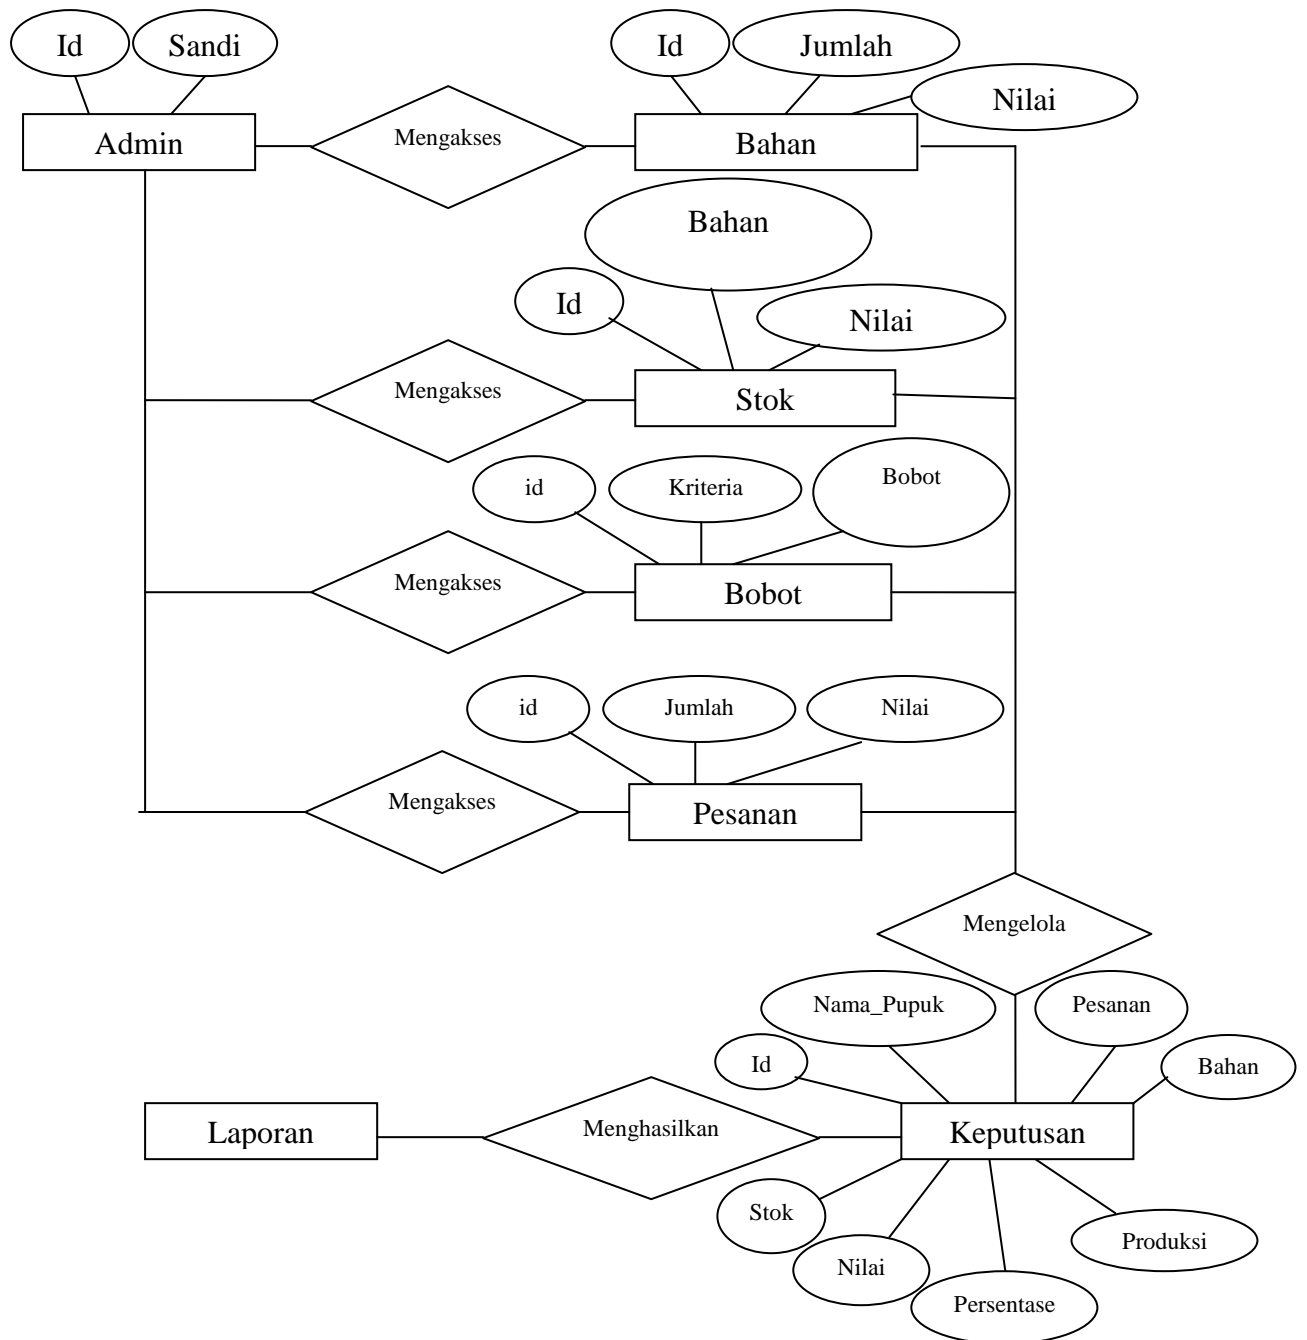 Id
Sandi
Id
Jumlah
Nilai
Admin
Mengakses
Bahan
Bahan
Id
Nilai
Mengakses
Stok
id
Kriteria
Bobot
Mengakses
Bobot
id
Jumlah
Nilai
Mengakses
Pesanan
Mengelola
Nama_Pupuk
Pesanan
Id
Bahan
Laporan
Menghasilkan
Keputusan
Stok
Produksi
Nilai
Persentase